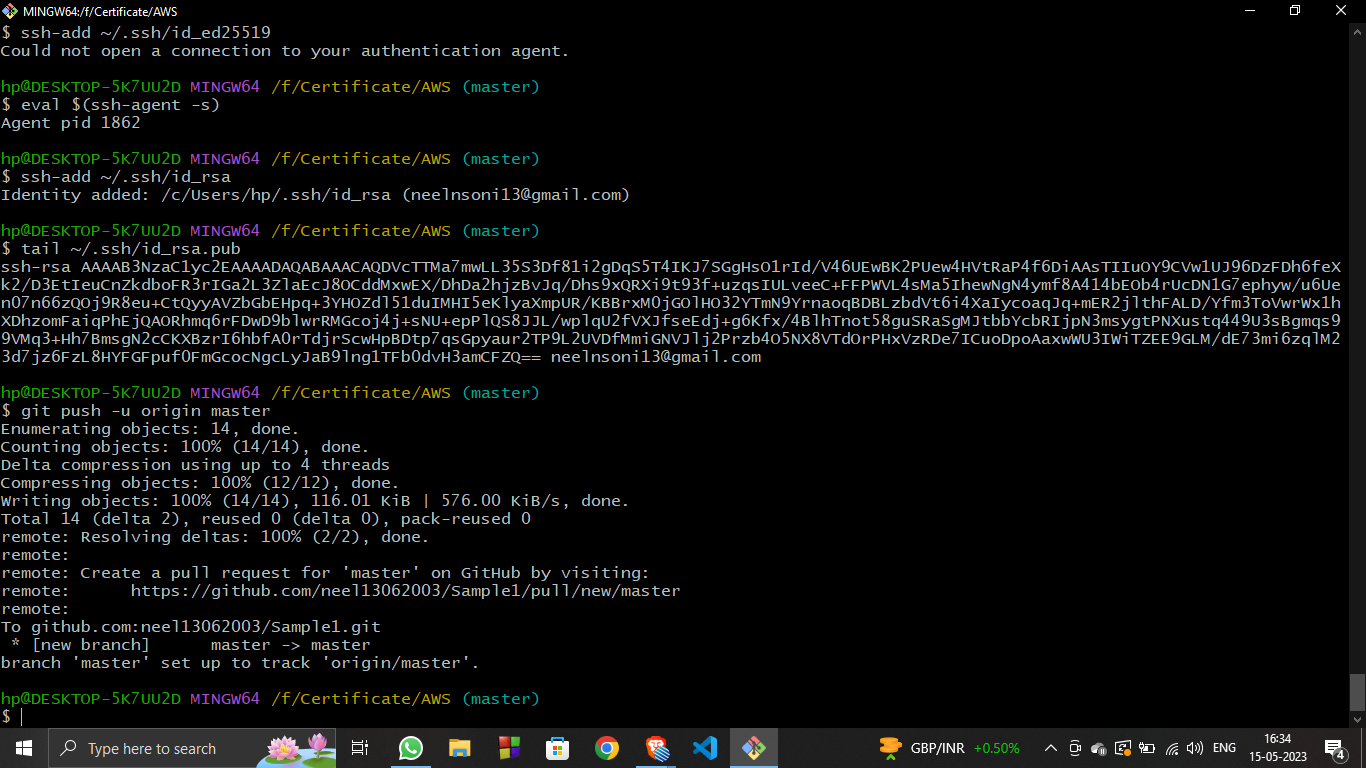 MINGW64:/f/Certificate/AWS
$ ssh-add ~/.ssh/id_ed25519
Could not open a connection to your authentication agent.
hp@DESKTOP-5K7UU2D MINGW64 /f/Certificate/AWS (master)
$ eval $(ssh-agent -s)
Agent pid 1862
hp@DESKTOP-5K7UU2D MINGW64 /f/Certificate/AWS (master)
$ ssh-add ~/.ssh/id_rsa
Identity added: /c/Users/hp/.ssh/id_rsa (neelnsoni13@gmail.com)
hp@DESKTOP-5K7UU2D MINGW64 /f/Certificate/AWS (master)
$ tail ~/.ssh/id_rsa.pub
ssh-rsa AAAAB3NzaC1yc2EAAAADAQABAAACAQDVcTTMa7mwLL35S3Df81i2gDqS5T4IKJ7SGgHsO1rId/V46UEwBK2PUew4HVtRaP4f6DiAAsTIIuOY9CVw1UJ96DzFDh6feX
k2/D3EtIeuCnZkdboFR3rIGa2L3ZlaEcJ8OCddMxwEX/DhDa2hjzBvJq/Dhs9xQRXi9t93f+uzqsIULveeC+FFPWVL4sMa5IhewNgN4ymf8A414bEOb4rUcDN1G7ephyw/u6Ue
n07n66zQOj9R8eu+CtQyyAVZbGbEHpq+3YHOZdl51duIMHI5eKlyaXmpUR/KBBrxM0jGOlHO32YTmN9YrnaoqBDBLzbdVt6i4XaIycoaqJq+mER2jlthFALD/Yfm3ToVwrWx1h
XDhzomFaiqPhEjQAORhmq6rFDwD9blwrRMGcoj4j+sNU+epPlQS8JJL/wplqU2fVXJfseEdj+g6Kfx/4BlhTnot58guSRaSgMJtbbYcbRIjpN3msygtPNXustq449U3sBgmqs9
9VMq3+Hh7BmsgN2cCKXBzrI6hbfA0rTdjrScwHpBDtp7qsGpyaur2TP9L2UVDfMmiGNVJlj2Przb4O5NX8VTdOrPHxVzRDe7ICuoDpoAaxwWU3IWiTZEE9GLM/dE73mi6zqlM2
3d7jz6FzL8HYFGFpufOFmGcocNgcLyJaB9lng1TFb0dvH3amCFZQ== neelnsoni13@gmail.com
hp@DESKTOP-5K7UU2D MINGW64 /f/Certificate/AWS (master)
$ git push -u origin master
Enumerating objects: 14, done.
Counting objects: 100% (14/14), done.
Delta compression using up to 4 threads
Compressing objects: 100% (12/12), done.
Writing objects: 100% (14/14), 116.01 KiB | 576.00 KiB/s, done.
Total 14 (delta 2), reused 0 (delta 0), pack-reused 0
remote: Resolving deltas: 100% (2/2), done.
remote:
remote: Create a pull request for 'master' on GitHub by visiting:
remote:      https://github.com/neel13062003/Sample1/pull/new/master
remote:
To github.com:neel13062003/Sample1.git
 * [new branch]      master -> master
branch 'master' set up to track 'origin/master'.
hp@DESKTOP-5K7UU2D MINGW64 /f/Certificate/AWS (master)
$
Type here to search
GBP/INR +0.50%
ENG
16:34
15-05-2023
4